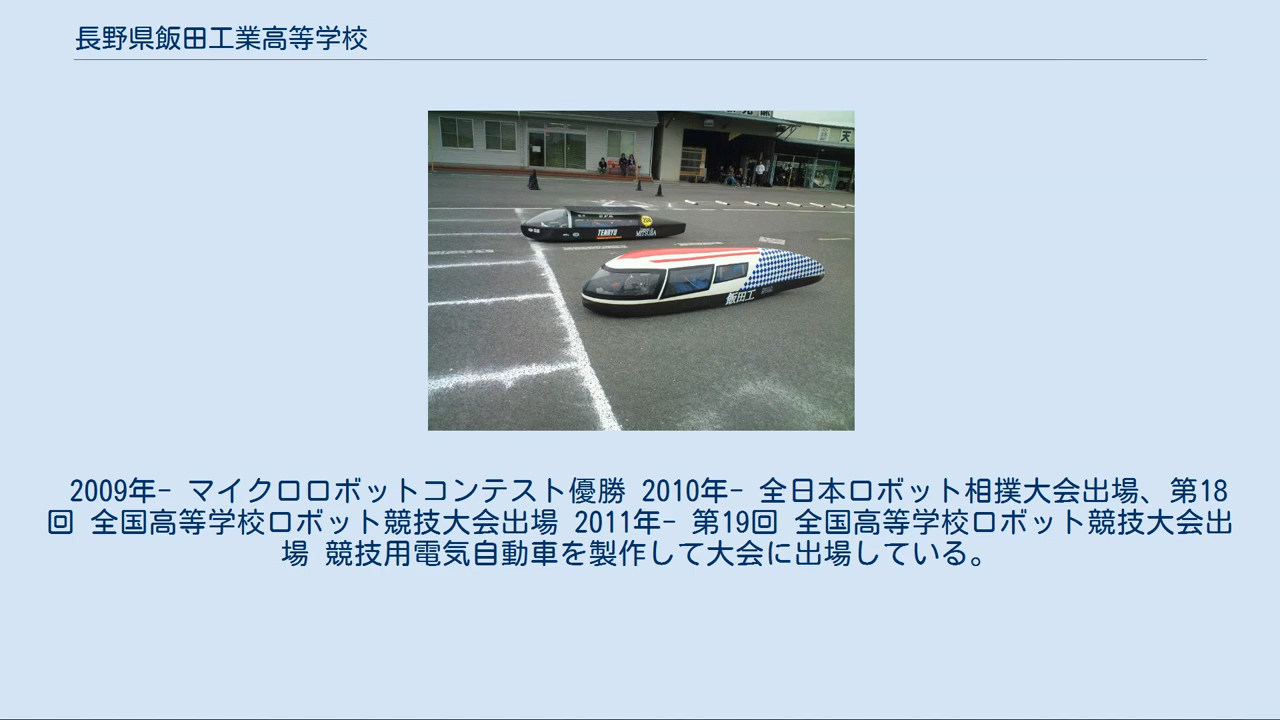 長野県飯田工業高等学校
天
TENRYU
MITSUBA
飯田工
2009年- マイクロロボットコンテスト優勝 2010年- 全日本ロボット相撲大会出場、第18
回 全国高等学校ロボット競技大会出場 2011年- 第19回 全国高等学校ロボット競技大会出
場 競技用電気自動車を製作して大会に出場している。